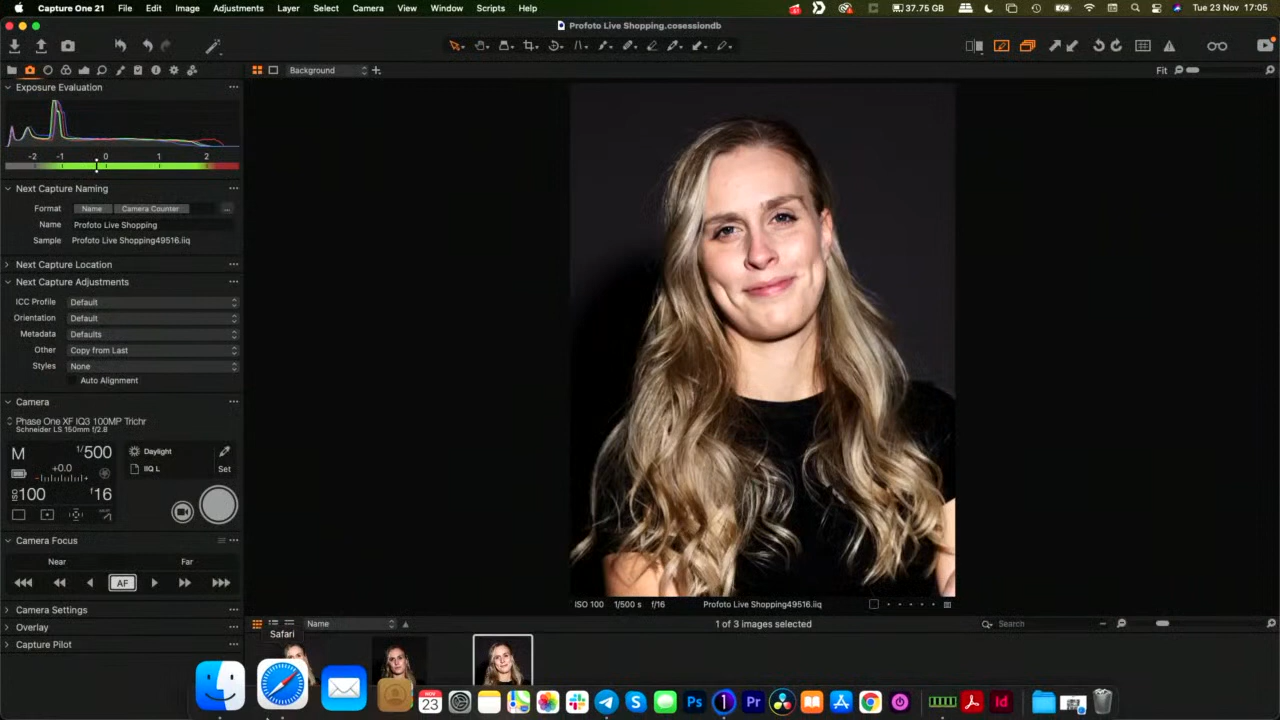 Capture One 21 File Edit Image Adjustments Layer Select Camera View Window Scripts Help 37.75 GB Tue 23 Nov 17:05
Profoto Live Shopping.cosessiondb
Background Fit
Exposure Evaluation
-2 -1 0 1 2
Next Capture Naming
Format Name Camera Counter ...
Name Profoto Live Shopping
Sample Profoto Live Shopping49516.iiq
Next Capture Location
Next Capture Adjustments
ICC Profile Default
Orientation Default
Metadata Defaults
Other Copy from Last
Styles None
Auto Alignment
Camera
Phase One XF IQ3 100MP Trichr
Schneider LS 150mm f/2.8
M 1/500 Daylight
+0.0 IIQ L Set
ISO 100 f16
Camera Focus
Near Far
AF
Camera Settings
Overlay
Capture Pilot
ISO 100 1/500 s f/16 Profoto Live Shopping49516.iiq
Name 1 of 3 images selected Search
Safari
NOV
23 Ps 1 Pr Id